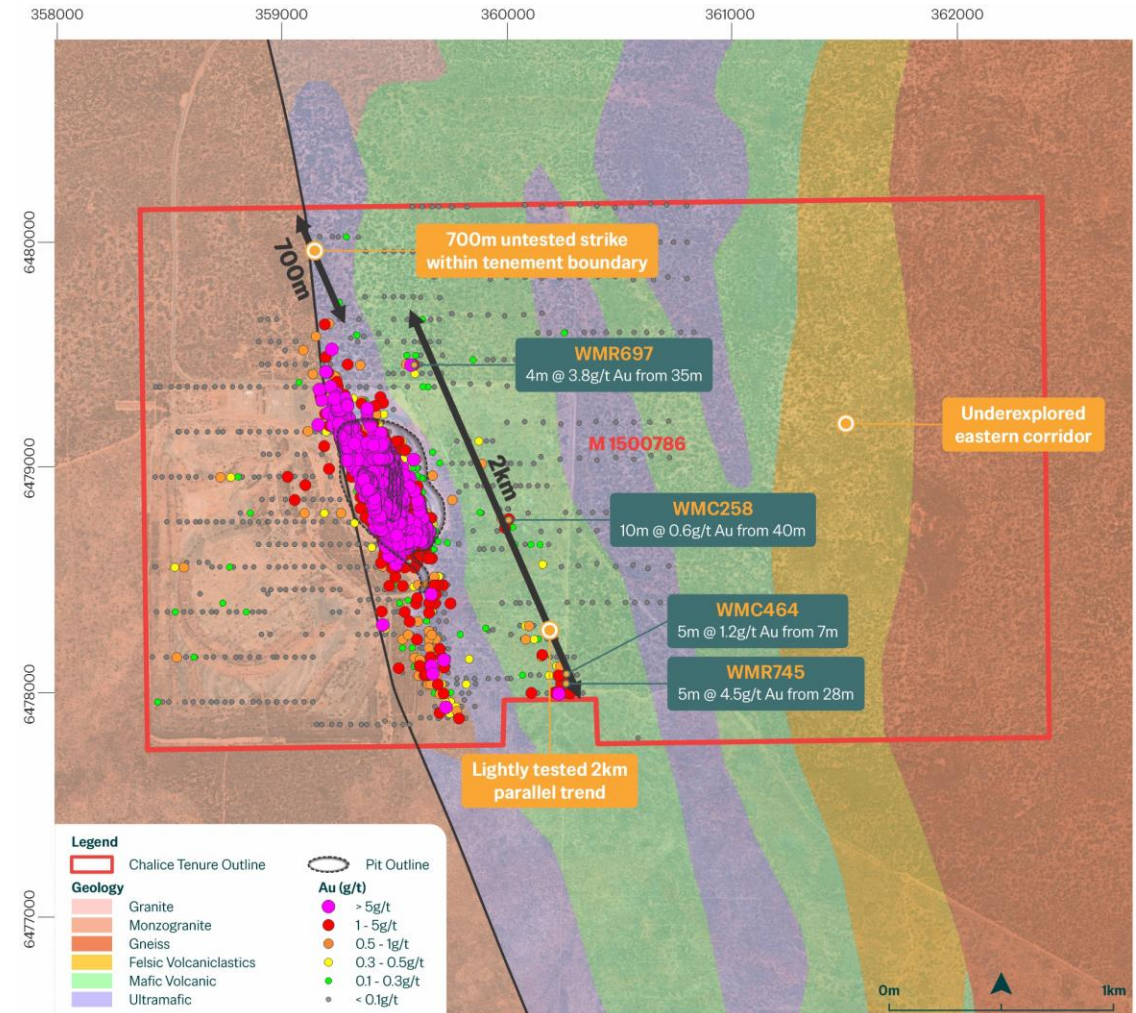 358000
359000
360000
361000
362000
6480000
6479000
6478000
6477000
700m
700m untested strike
within tenement boundary
WMR697
4m @ 3.8g/t Au from 35m
2km
M 1500786
Underexplored
eastern corridor
WMC258
10m @ 0.6g/t Au from 40m
WMC464
5m @ 1.2g/t Au from 7m
WMR745
5m @ 4.5g/t Au from 28m
Lightly tested 2km
parallel trend
Legend
Chalice Tenure Outline
Pit Outline
Geology
Granite
Monzogranite
Gneiss
Felsic Volcaniclastics
Mafic Volcanic
Ultramafic
Au (g/t)
> 5g/t
1 - 5g/t
0.5 - 1g/t
0.3 - 0.5g/t
0.1 - 0.3g/t
< 0.1g/t
0m
1km